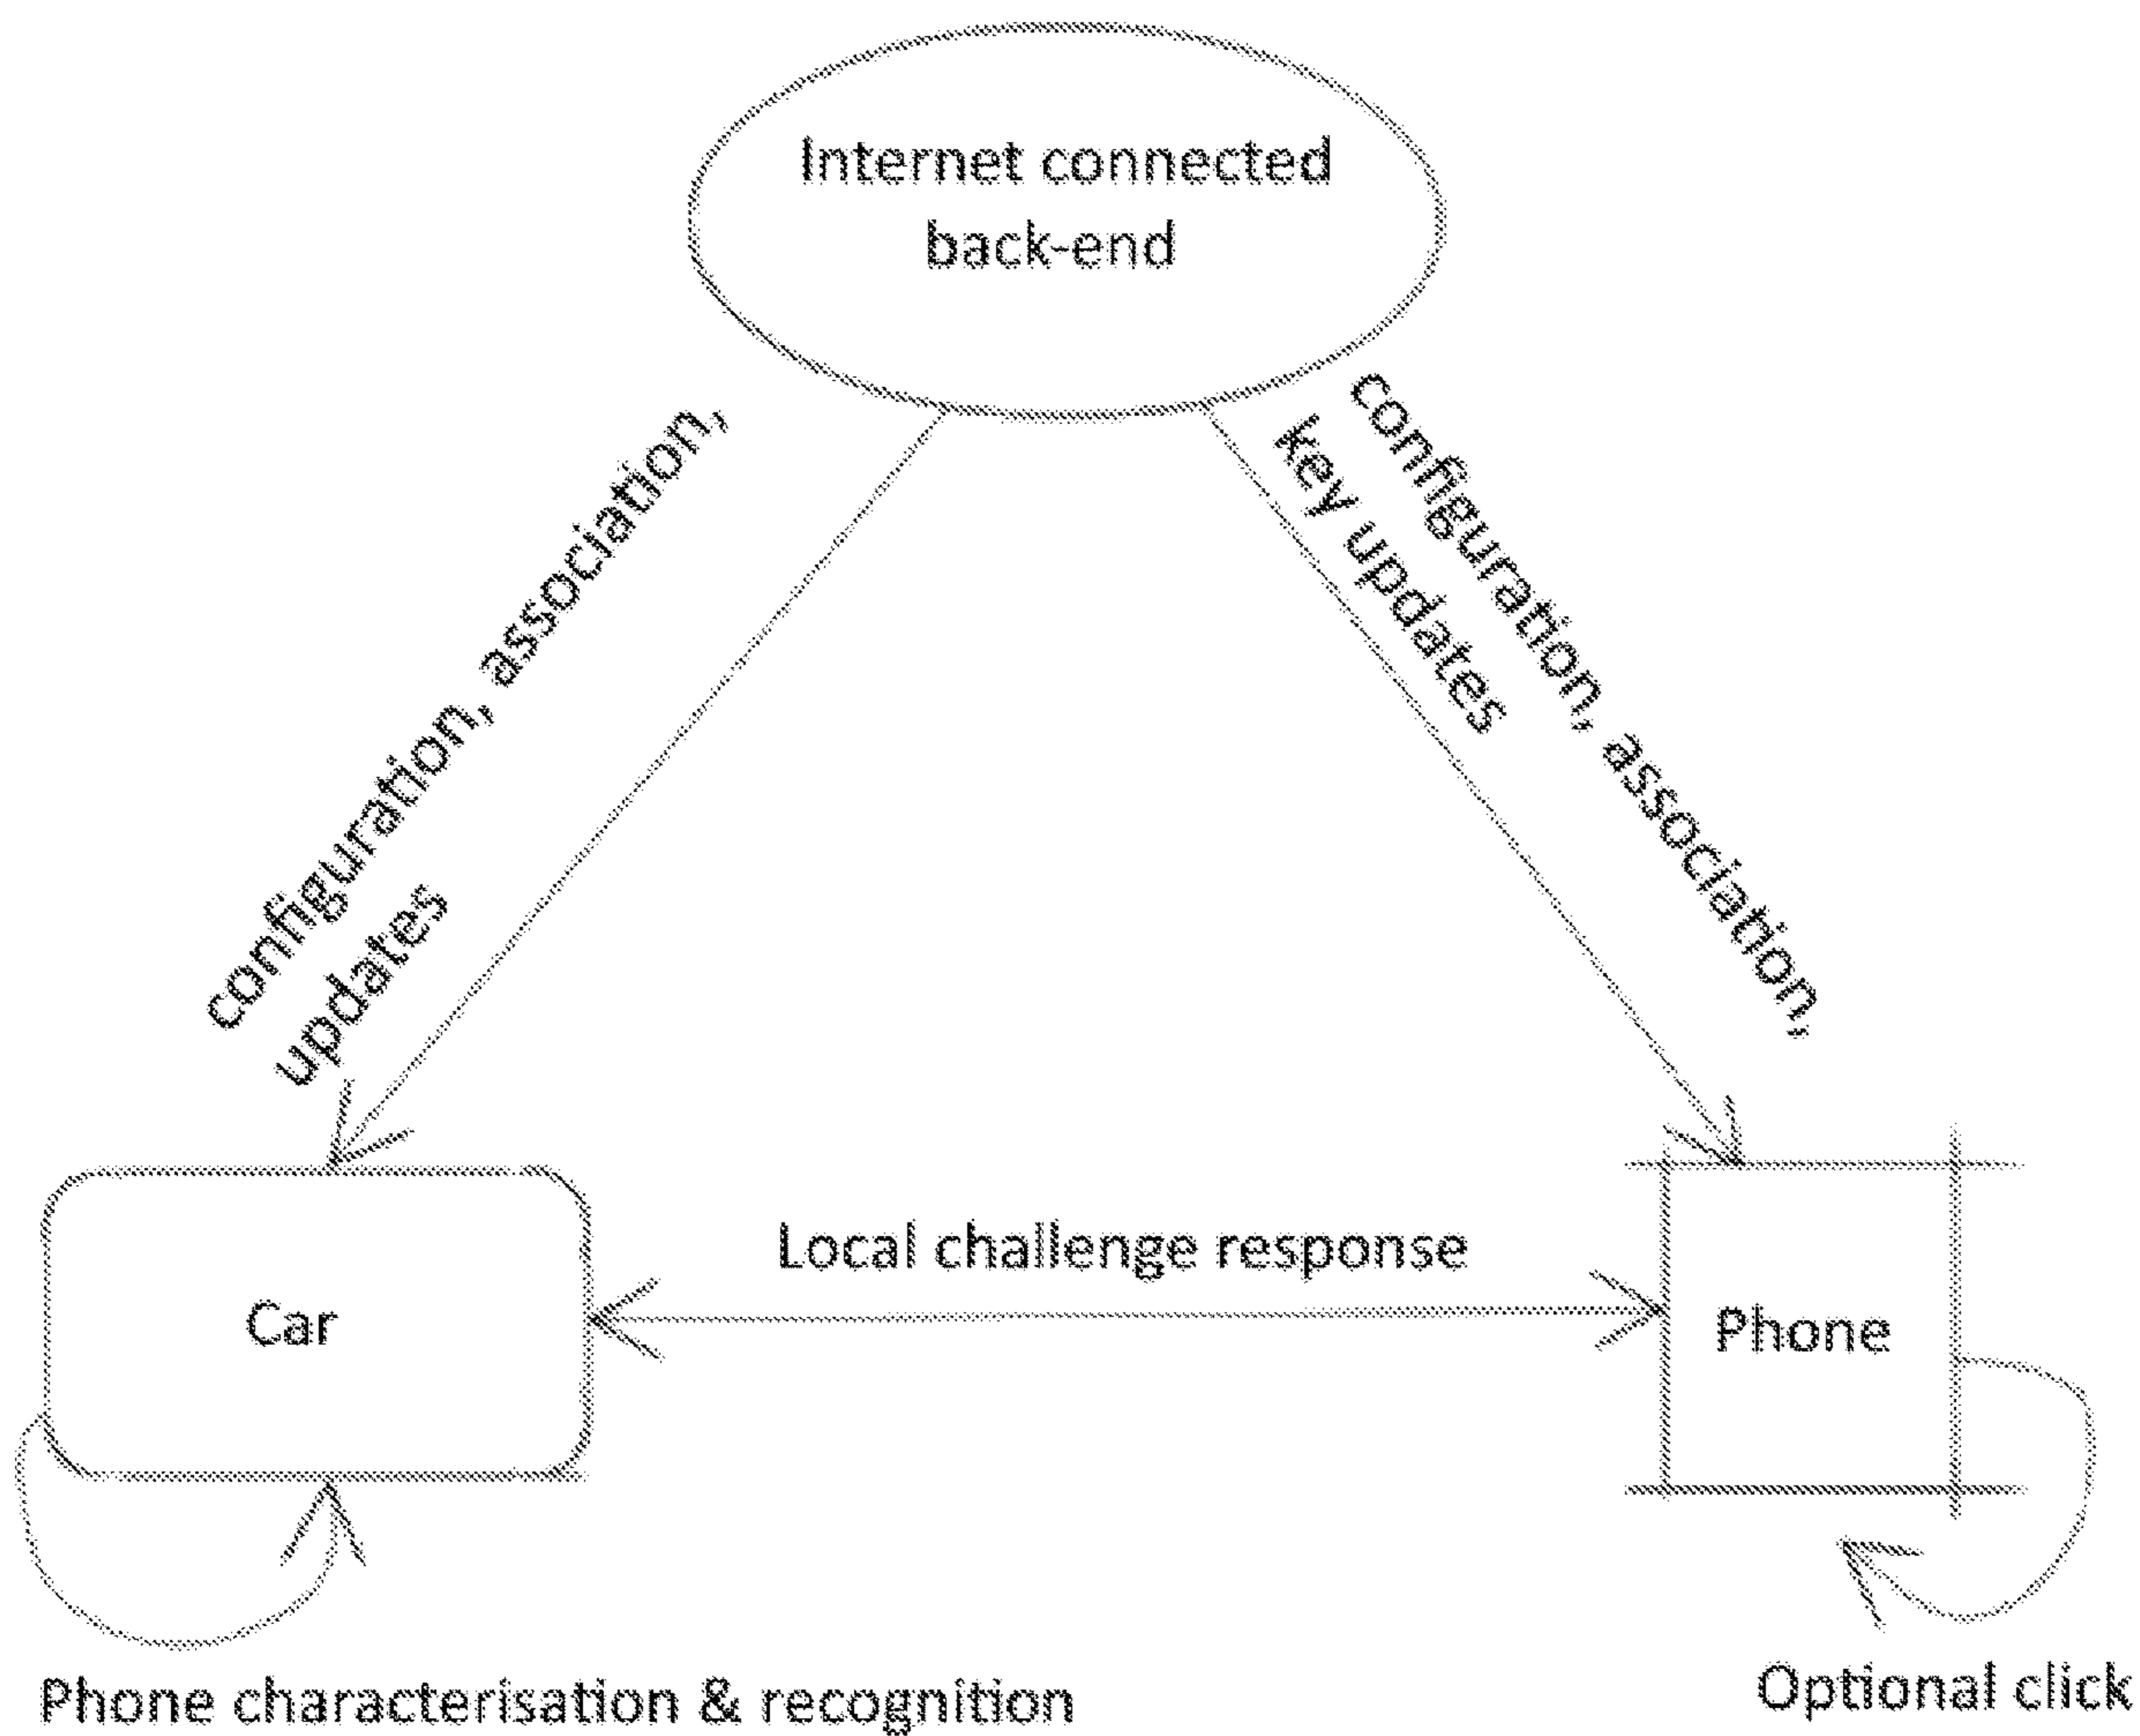 Internet connected
back-end
configuration, association,
updates
configuration, association,
key updates
Local challenge response
Car
Phone
Phone characterisation & recognition
Optional click